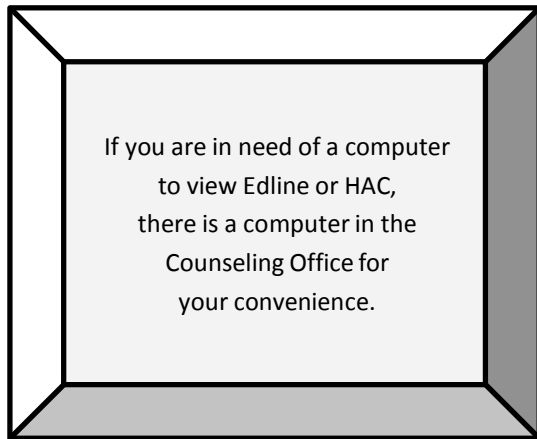 If you are in need of a computer
to view Edline or HAC,
there is a computer in the
Counseling Office for
your convenience.